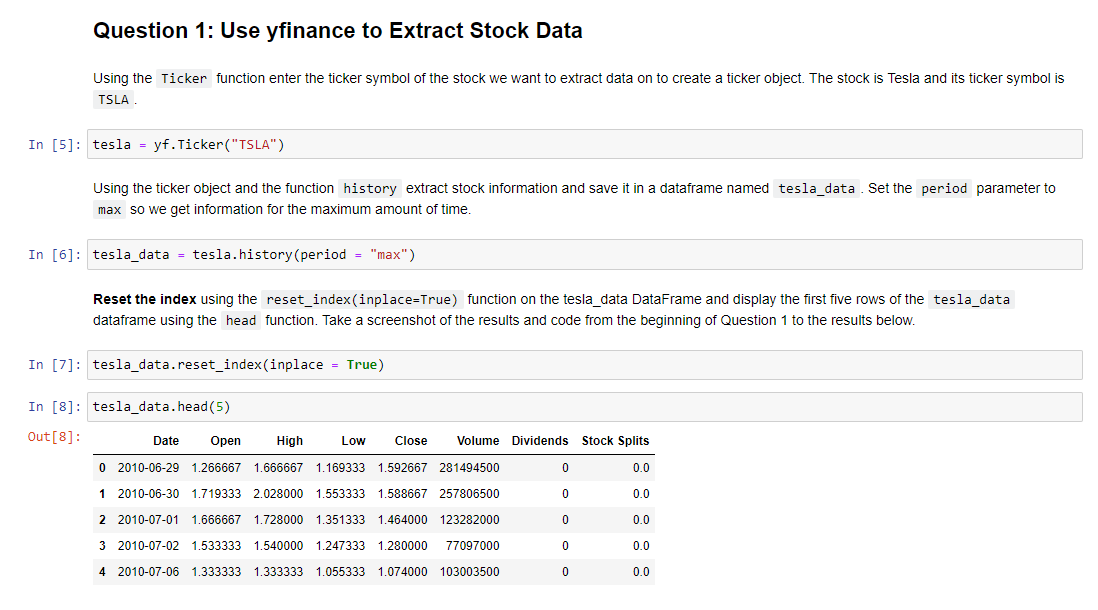 Question 1: Use yfinance to Extract Stock Data
Using the Ticker function enter the ticker symbol of the stock we want to extract data on to create a ticker object. The stock is Tesla and its ticker symbol is
TSLA .
In [5]: tesla = yf.Ticker("TSLA")
Using the ticker object and the function history extract stock information and save it in a dataframe named tesla_data . Set the period parameter to
max so we get information for the maximum amount of time.
In [6]: tesla_data = tesla.history(period = "max")
Reset the index using the reset_index(inplace=True) function on the tesla_data DataFrame and display the first five rows of the tesla_data
dataframe using the head function. Take a screenshot of the results and code from the beginning of Question 1 to the results below.
In [7]: tesla_data.reset_index(inplace = True)
In [8]: tesla_data.head(5)
Out[8]:
Date Open High Low Close Volume Dividends Stock Splits
0 2010-06-29 1.266667 1.666667 1.169333 1.592667 281494500 0 0.0
1 2010-06-30 1.719333 2.028000 1.553333 1.588667 257806500 0 0.0
2 2010-07-01 1.666667 1.728000 1.351333 1.464000 123282000 0 0.0
3 2010-07-02 1.533333 1.540000 1.247333 1.280000 77097000 0 0.0
4 2010-07-06 1.333333 1.333333 1.055333 1.074000 103003500 0 0.0